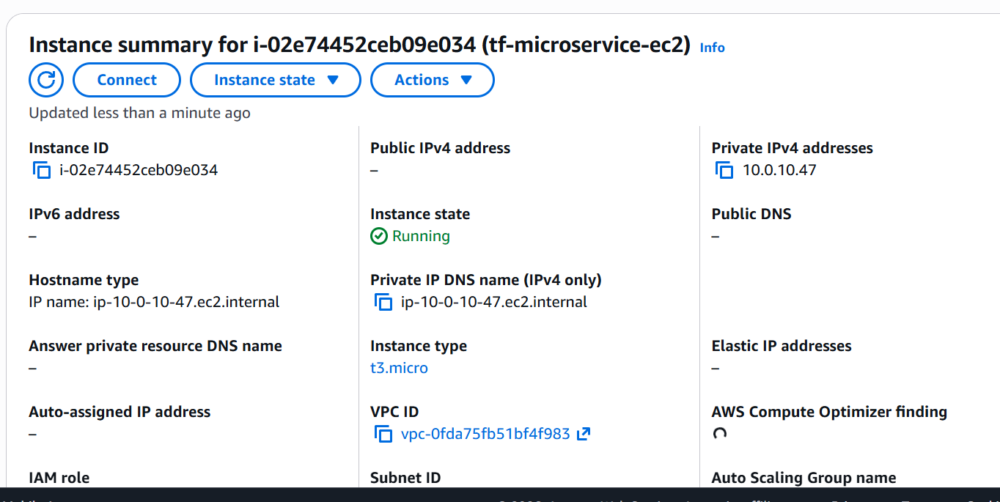 Instance summary for i-02e74452ceb09e034 (tf-microservice-ec2) Info
Connect Instance state Actions
Updated less than a minute ago
Instance ID
i-02e74452ceb09e034
Public IPv4 address
–
Private IPv4 addresses
10.0.10.47
IPv6 address
–
Instance state
Running
Public DNS
–
Hostname type
IP name: ip-10-0-10-47.ec2.internal
Private IP DNS name (IPv4 only)
ip-10-0-10-47.ec2.internal
Answer private resource DNS name
–
Instance type
t3.micro
Elastic IP addresses
–
Auto-assigned IP address
–
VPC ID
vpc-0fda75fb51bf4f983
AWS Compute Optimizer finding
IAM role
Subnet ID
Auto Scaling Group name